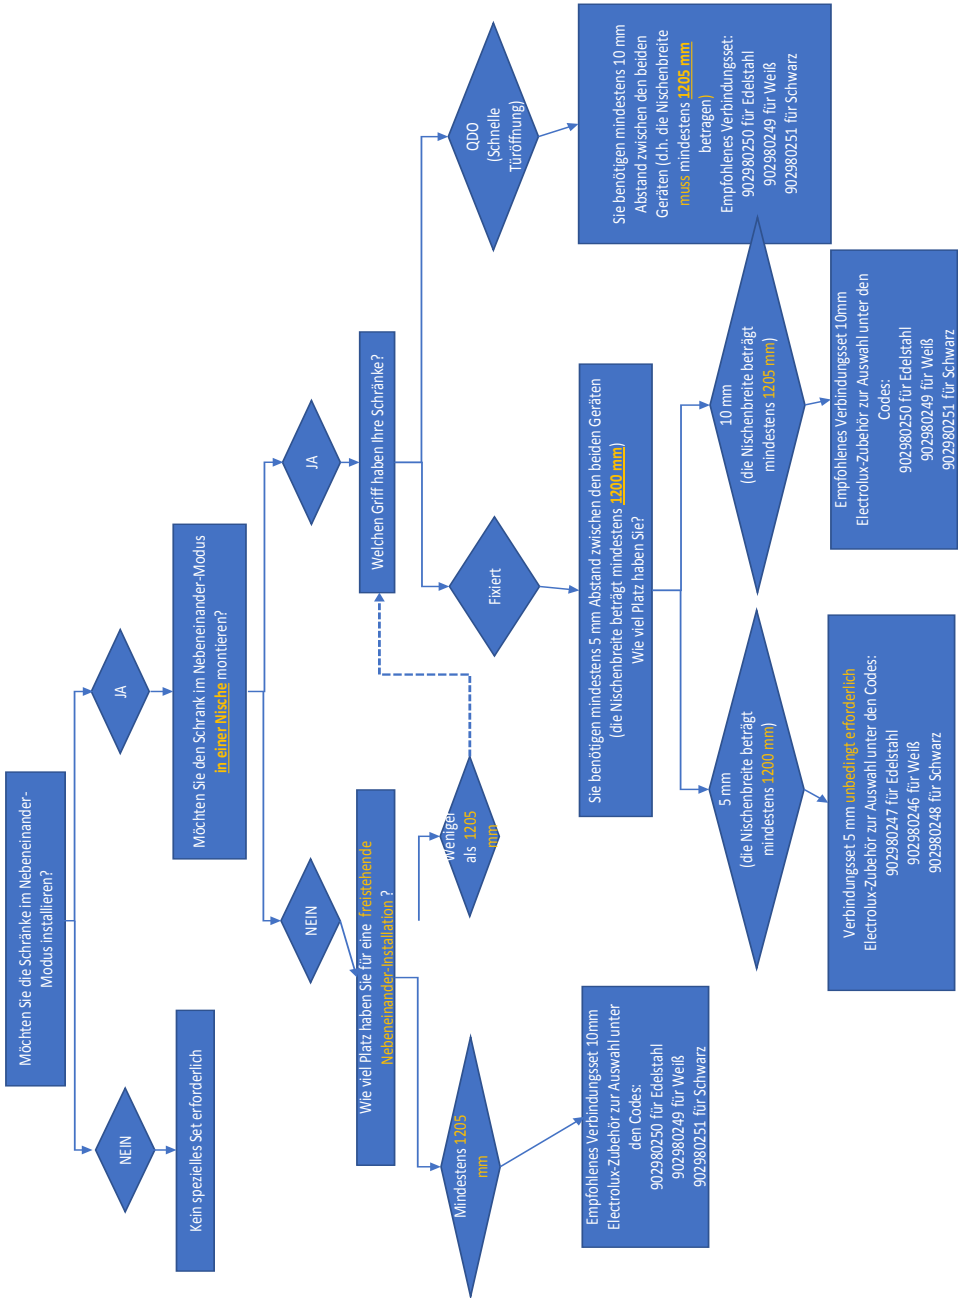 Möchten Sie die Schränke im Nebeneinander-
Modus installieren?
NEIN
Kein spezielles Set erforderlich
JA
Möchten Sie den Schrank im Nebeneinander-Modus
in einer Nische montieren?
NEIN
Wie viel Platz haben Sie für eine freistehende
Nebeneinander-Installation ?
Mindestens 1205
mm
Empfohlenes Verbindungsset 10mm
Electrolux-Zubehör zur Auswahl unter
den Codes:
902980250 für Edelstahl
902980249 für Weiß
902980251 für Schwarz
Weniger
als 1205
mm
JA
Welchen Griff haben Ihre Schränke?
Fixiert
Sie benötigen mindestens 5 mm Abstand zwischen den beiden Geräten
(die Nischenbreite beträgt mindestens 1200 mm)
Wie viel Platz haben Sie?
5 mm
(die Nischenbreite beträgt
mindestens 1200 mm)
Verbindungsset 5 mm unbedingt erforderlich
Electrolux-Zubehör zur Auswahl unter den Codes:
902980247 für Edelstahl
902980246 für Weiß
902980248 für Schwarz
10 mm
(die Nischenbreite beträgt
mindestens 1205 mm)
Empfohlenes Verbindungsset 10mm
Electrolux-Zubehör zur Auswahl unter den
Codes:
902980250 für Edelstahl
902980249 für Weiß
902980251 für Schwarz
QDO
(Schnelle
Türöffnung)
Sie benötigen mindestens 10 mm
Abstand zwischen den beiden
Geräten (d.h. die Nischenbreite
muss mindestens 1205 mm
betragen)
Empfohlenes Verbindungsset:
902980250 für Edelstahl
902980249 für Weiß
902980251 für Schwarz